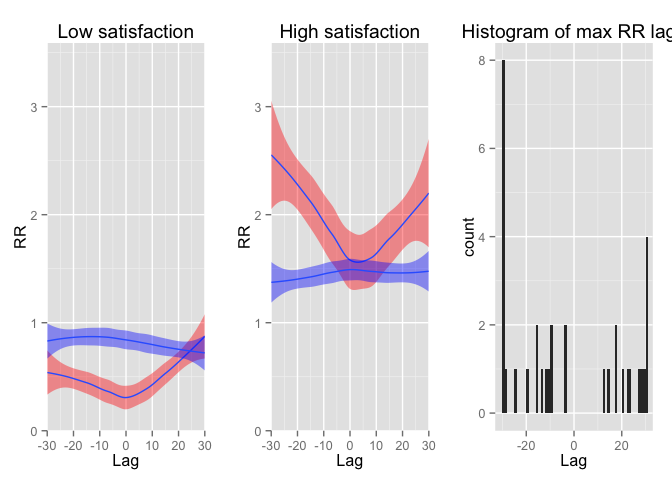 Low satisfaction
High satisfaction
Histogram of max RR lag
RR
3
2
1
0
-30 -20 -10 0 10 20 30
Lag
RR
3
2
1
0
-30 -20 -10 0 10 20 30
Lag
count
8
6
4
2
0
-20 0 20
Lag